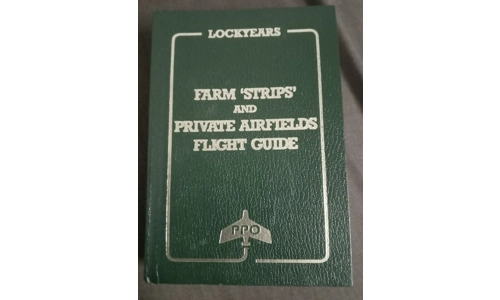 LOCKYEARS
FARM 'STRIPS'
AND
PRIVATE AIRFIELDS
FLIGHT GUIDE
PPO